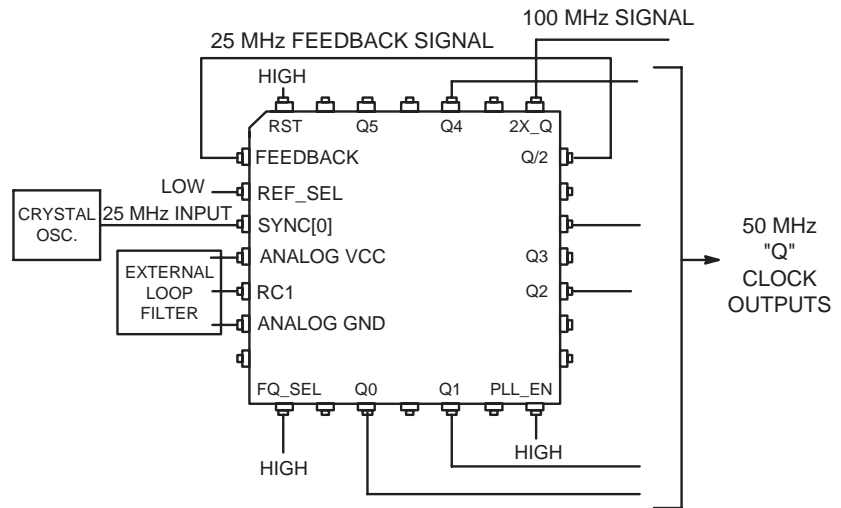 100 MHz SIGNAL
25 MHz FEEDBACK SIGNAL
HIGH
RST
Q5
Q4
2X_Q
FEEDBACK
Q/2
LOW
REF_SEL
CRYSTAL
OSC.
25 MHz INPUT
SYNC[0]
ANALOG VCC
Q3
EXTERNAL
LOOP
FILTER
RC1
Q2
ANALOG GND
50 MHz
"Q"
CLOCK
OUTPUTS
FQ_SEL
Q0
Q1
PLL_EN
HIGH
HIGH